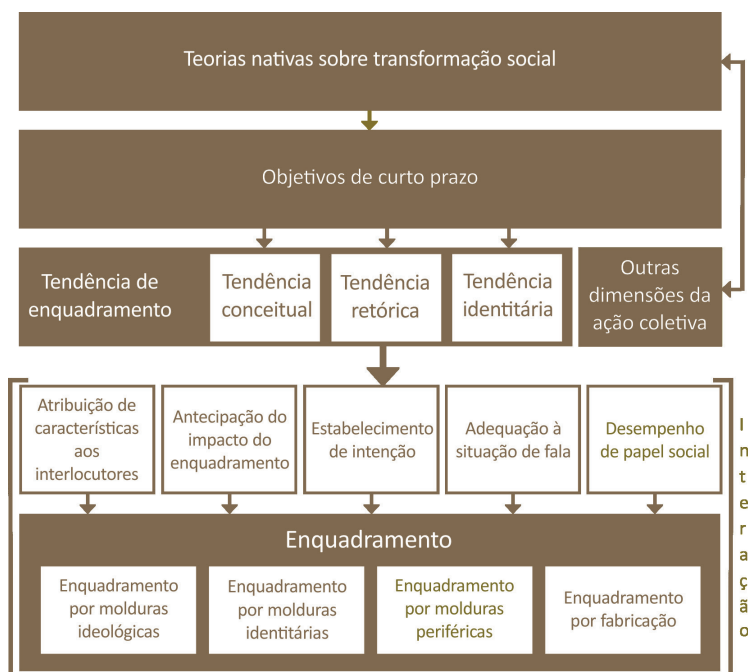 Teorias nativas sobre transformação social
Objetivos de curto prazo
Tendência de
enquadramento
Tendência
conceitual
Tendência
retórica
Tendência
identitária
Outras
dimensões da
ação coletiva
Atribuição de
características
aos
interlocutores
Antecipação do
impacto do
enquadramento
Estabelecimento
de intenção
Adequação à
situação de fala
Desempenho
de papel social
Interação
Enquadramento
Enquadramento
por molduras
ideológicas
Enquadramento
por molduras
identitárias
Enquadramento
por molduras
periféricas
Enquadramento
por fabricação